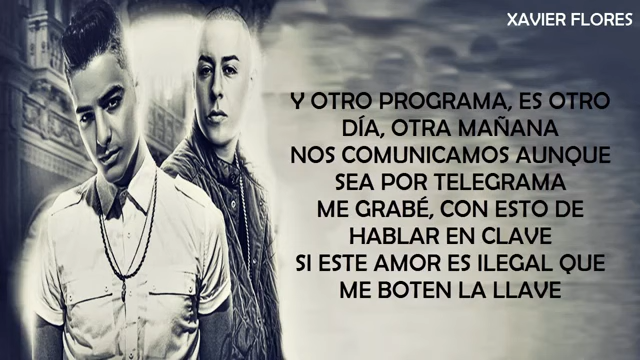 XAVIER FLORES
Y OTRO PROGRAMA, ES OTRO
DÍA, OTRA MAÑANA
NOS COMUNICAMOS AUNQUE
SEA POR TELEGRAMA
ME GRABÉ, CON ESTO DE
HABLAR EN CLAVE
SI ESTE AMOR ES ILEGAL QUE
ME BOTEN LA LLAVE